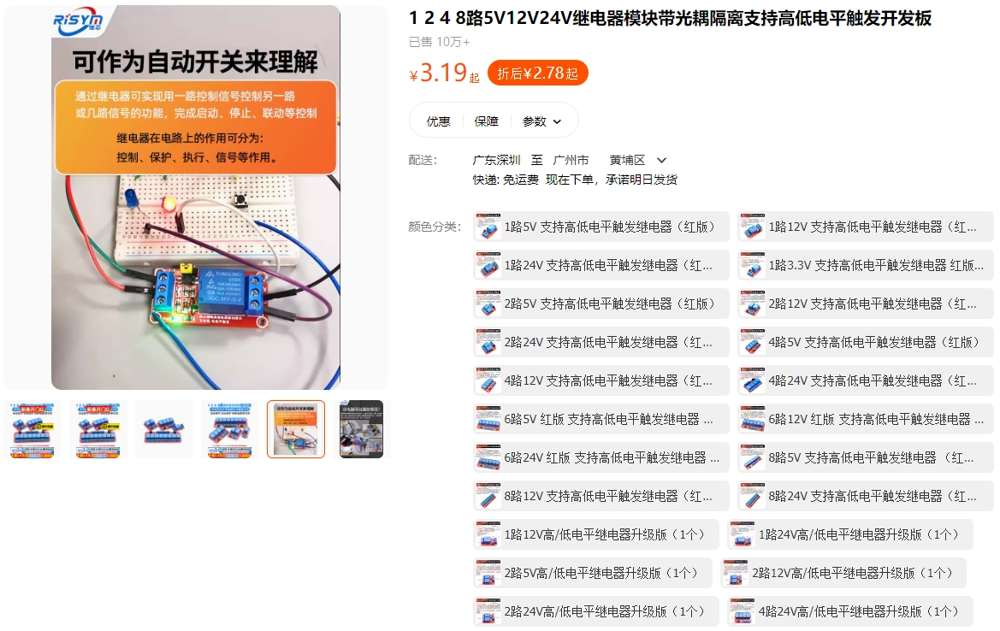 RISYM
可作为自动开关来理解
通过继电器可实现用一路控制信号控制另一路
或几路信号的功能，完成启动、停止、联动等控制
继电器在电路上的作用可分为：
控制、保护、执行、信号等作用。
TONGLING
1 2 4 8路5V12V24V继电器模块带光耦隔离支持高低电平触发开发板
已售 10万+
¥3.19起 折后¥2.78起
优惠 保障 参数
配送： 广东深圳 至 广州市 黄埔区
快递: 免运费 现在下单，承诺明日发货
颜色分类：
1路5V 支持高低电平触发继电器（红版）
1路12V 支持高低电平触发继电器（红...
1路24V 支持高低电平触发继电器（红...
1路3.3V 支持高低电平触发继电器 红版...
2路5V 支持高低电平触发继电器（红版）
2路12V 支持高低电平触发继电器（红...
2路24V 支持高低电平触发继电器（红...
4路5V 支持高低电平触发继电器（红版）
4路12V 支持高低电平触发继电器（红...
4路24V 支持高低电平触发继电器（红...
6路5V 红版 支持高低电平触发继电器 ...
6路12V 红版 支持高低电平触发继电器 ...
6路24V 红版 支持高低电平触发继电器 ...
8路5V 支持高低电平触发继电器 （红...
8路12V 支持高低电平触发继电器（红...
8路24V 支持高低电平触发继电器（红...
1路12V高/低电平继电器升级版（1个）
1路24V高/低电平继电器升级版（1个）
2路5V高/低电平继电器升级版（1个）
2路12V高/低电平继电器升级版（1个）
2路24V高/低电平继电器升级版（1个）
4路24V高/低电平继电器升级版（1个）